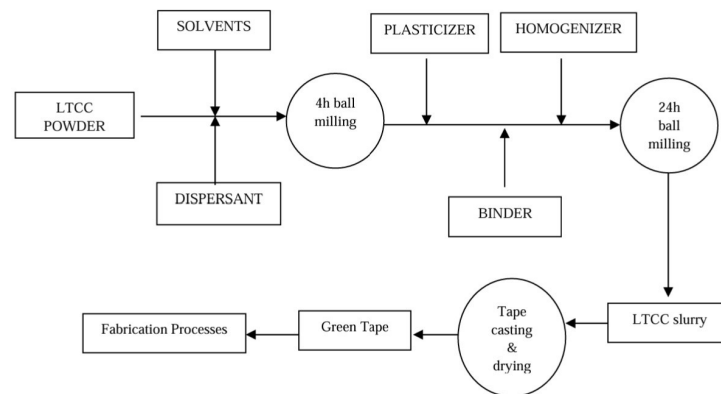 SOLVENTS
PLASTICIZER
HOMOGENIZER
LTCC
POWDER
4h ball
milling
24h
ball
milling
DISPERSANT
BINDER
Fabrication Processes
Green Tape
Tape
casting
&
drying
LTCC slurry